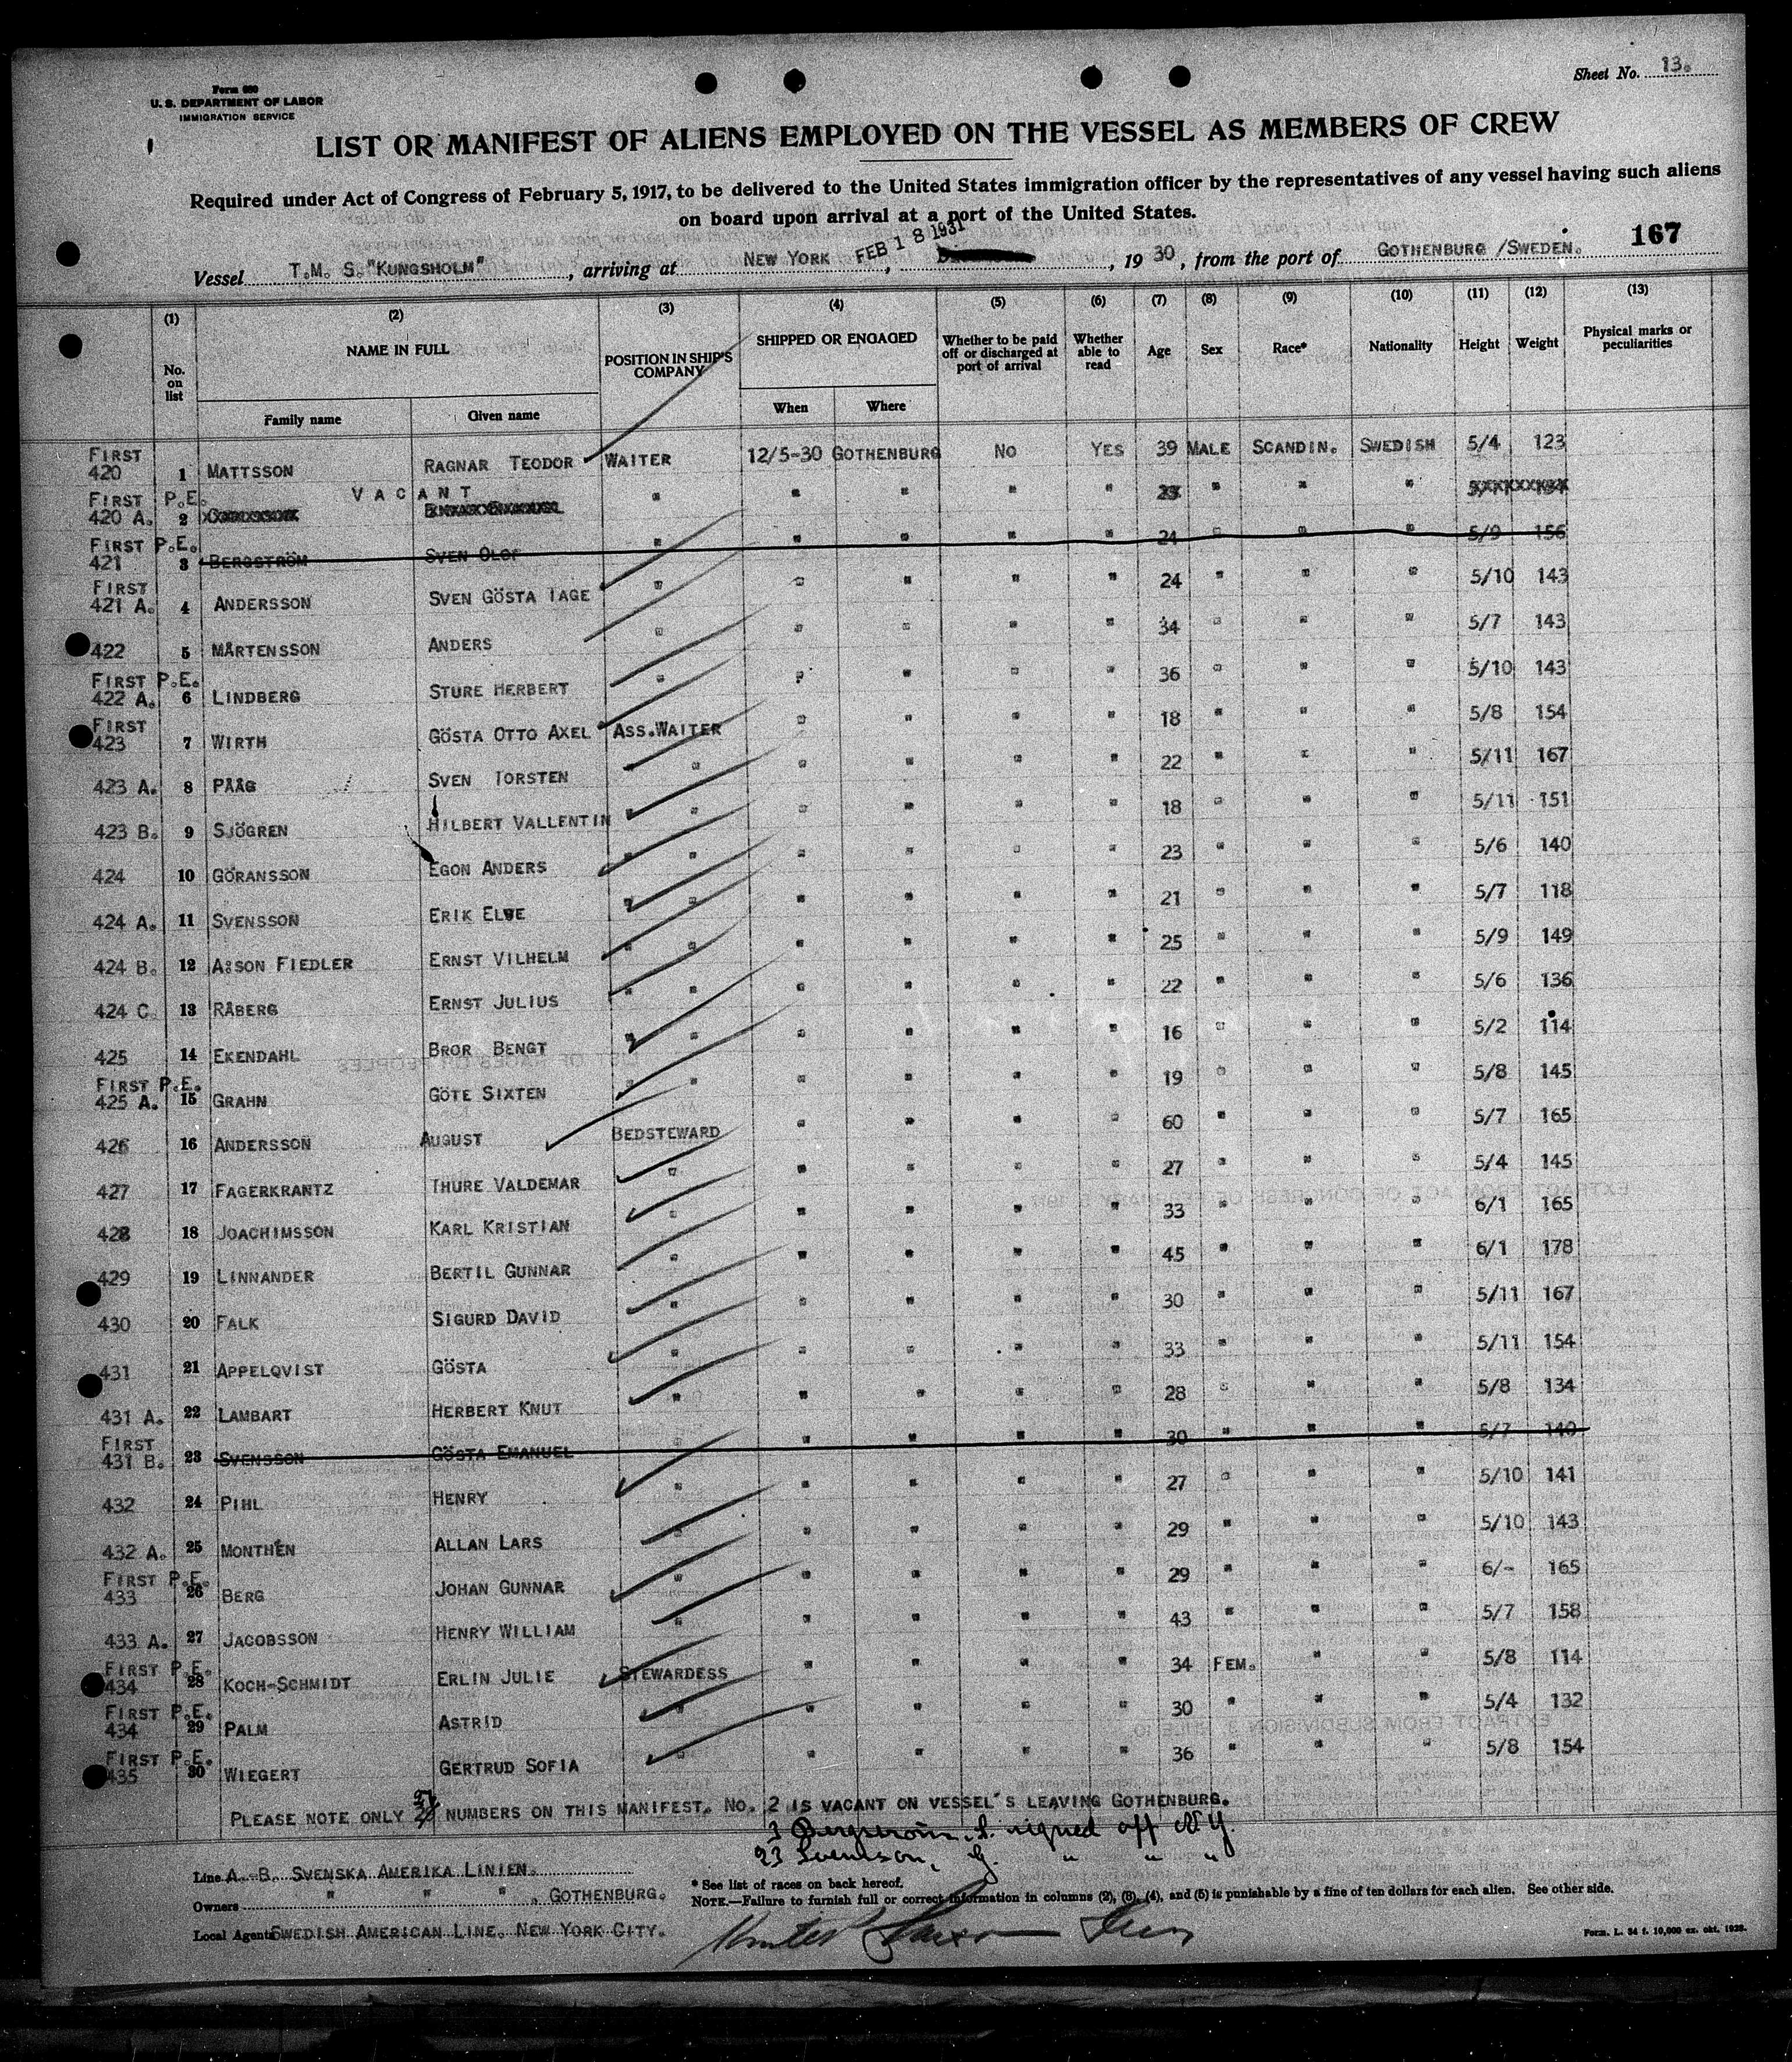 Form 680
U. S. DEPARTMENT OF LABOR
IMMIGRATION SERVICE
Sheet No. 13.
LIST OR MANIFEST OF ALIENS EMPLOYED ON THE VESSEL AS MEMBERS OF CREW
Required under Act of Congress of February 5, 1917, to be delivered to the United States immigration officer by the representatives of any vessel having such aliens
on board upon arrival at a port of the United States.
Vessel T.M. S."KUNGSHOLM", arriving at NEW YORK FEB 18 1931, 1930, from the port of GOTHENBURG /SWEDEN. 167
(1) (2) (3) (4) (5) (6) (7) (8) (9) (10) (11) (12) (13)
No. on list NAME IN FULL POSITION IN SHIP'S COMPANY SHIPPED OR ENGAGED Whether to be paid off or discharged at port of arrival Whether able to read Age Sex Race* Nationality Height Weight Physical marks or peculiarities
Family name Given name When Where
FIRST
420 1 MATTSSON RAGNAR TEODOR WAITER 12/5-30 GOTHENBURG NO YES 39 MALE SCANDIN. SWEDISH 5/4 123
FIRST P.E. VACANT
420 A. 2 " " " " " 23 " " "
FIRST P.E.
421 3 BERGSTRÖM SVEN OLOF " " " " " 24 " " " 5/9 156
FIRST
421 A. 4 ANDERSSON SVEN GÖSTA TAGE " " " " " 24 " " " 5/10 143
422 5 MÅRTENSSON ANDERS " " " " " 34 " " " 5/7 143
FIRST P.E.
422 A. 6 LINDBERG STURE HERBERT " " " " " 36 " " " 5/10 143
FIRST
423 7 WIRTH GÖSTA OTTO AXEL ASS.WAITER " " " " 18 " " " 5/8 154
423 A. 8 PÅÅG SVEN TORSTEN " " " " " 22 " " " 5/11 167
423 B. 9 SJÖGREN HILBERT VALLENTIN " " " " " " 18 " " " 5/11 151
424 10 GÖRANSSON EGON ANDERS " " " " " " 23 " " " 5/6 140
424 A. 11 SVENSSON ERIK ELVE " " " " " " 21 " " " 5/7 118
424 B. 12 A:SON FIEDLER ERNST VILHELM " " " " " " 25 " " " 5/9 149
424 C 13 RÅBERG ERNST JULIUS " " " " " " 22 " " " 5/6 136
425 14 EKENDAHL BROR BENGT " " " " " " 16 " " " 5/2 114
FIRST P.E.
425 A. 15 GRAHN GÖTE SIXTEN " " " " " " 19 " " " 5/8 145
426 16 ANDERSSON AUGUST BEDSTEWARD " " " " 60 " " " 5/7 165
427 17 FAGERKRANTZ THURE VALDEMAR " " " " " 27 " " " 5/4 145
428 18 JOACHIMSSON KARL KRISTIAN " " " " " 33 " " " 6/1 165
429 19 LINNANDER BERTIL GUNNAR " " " " " 45 " " " 6/1 178
430 20 FALK SIGURD DAVID " " " " " 30 " " " 5/11 167
431 21 APPELQVIST GÖSTA " " " " " 33 " " " 5/11 154
431 A. 22 LAMBART HERBERT KNUT " " " " " 28 " " " 5/8 134
FIRST
431 B. 23 SVENSSON GÖSTA EMANUEL " " " " " 30 " " " 5/7 140
432 24 PIHL HENRY " " " " " 27 " " " 5/10 141
432 A. 25 MONTHÉN ALLAN LARS " " " " " 29 " " " 5/10 143
FIRST P.E.
433 26 BERG JOHAN GUNNAR " " " " " 29 " " " 6/- 165
433 A. 27 JACOBSSON HENRY WILLIAM " " " " " 43 " " " 5/7 158
FIRST P.E.
434 28 KOCH-SCHMIDT ERLIN JULIE STEWARDESS " " " " 34 FEM. " " 5/8 114
FIRST P.E.
434 29 PALM ASTRID " " " " " 30 " " " 5/4 132
FIRST P.E.
435 30 WIEGERT GERTRUD SOFIA " " " " " 36 " " " 5/8 154
PLEASE NOTE ONLY NUMBERS ON THIS MANIFEST. NO. 2 IS VACANT ON VESSEL'S LEAVING GOTHENBURG.
3 Bergström, S. signed off N.Y.
23 Svensson, G. " " "
Line A. B. SVENSKA AMERIKA LINIEN.
* See list of races on back hereof.
Owners " " " , GOTHENBURG.
NOTE.—Failure to furnish full or correct information in columns (2), (3), (4), and (5) is punishable by a fine of ten dollars for each alien. See other side.
Local Agents SWEDISH AMERICAN LINE. NEW YORK CITY.
Form. L. 34 f. 10,000 ex. okt. 1928.